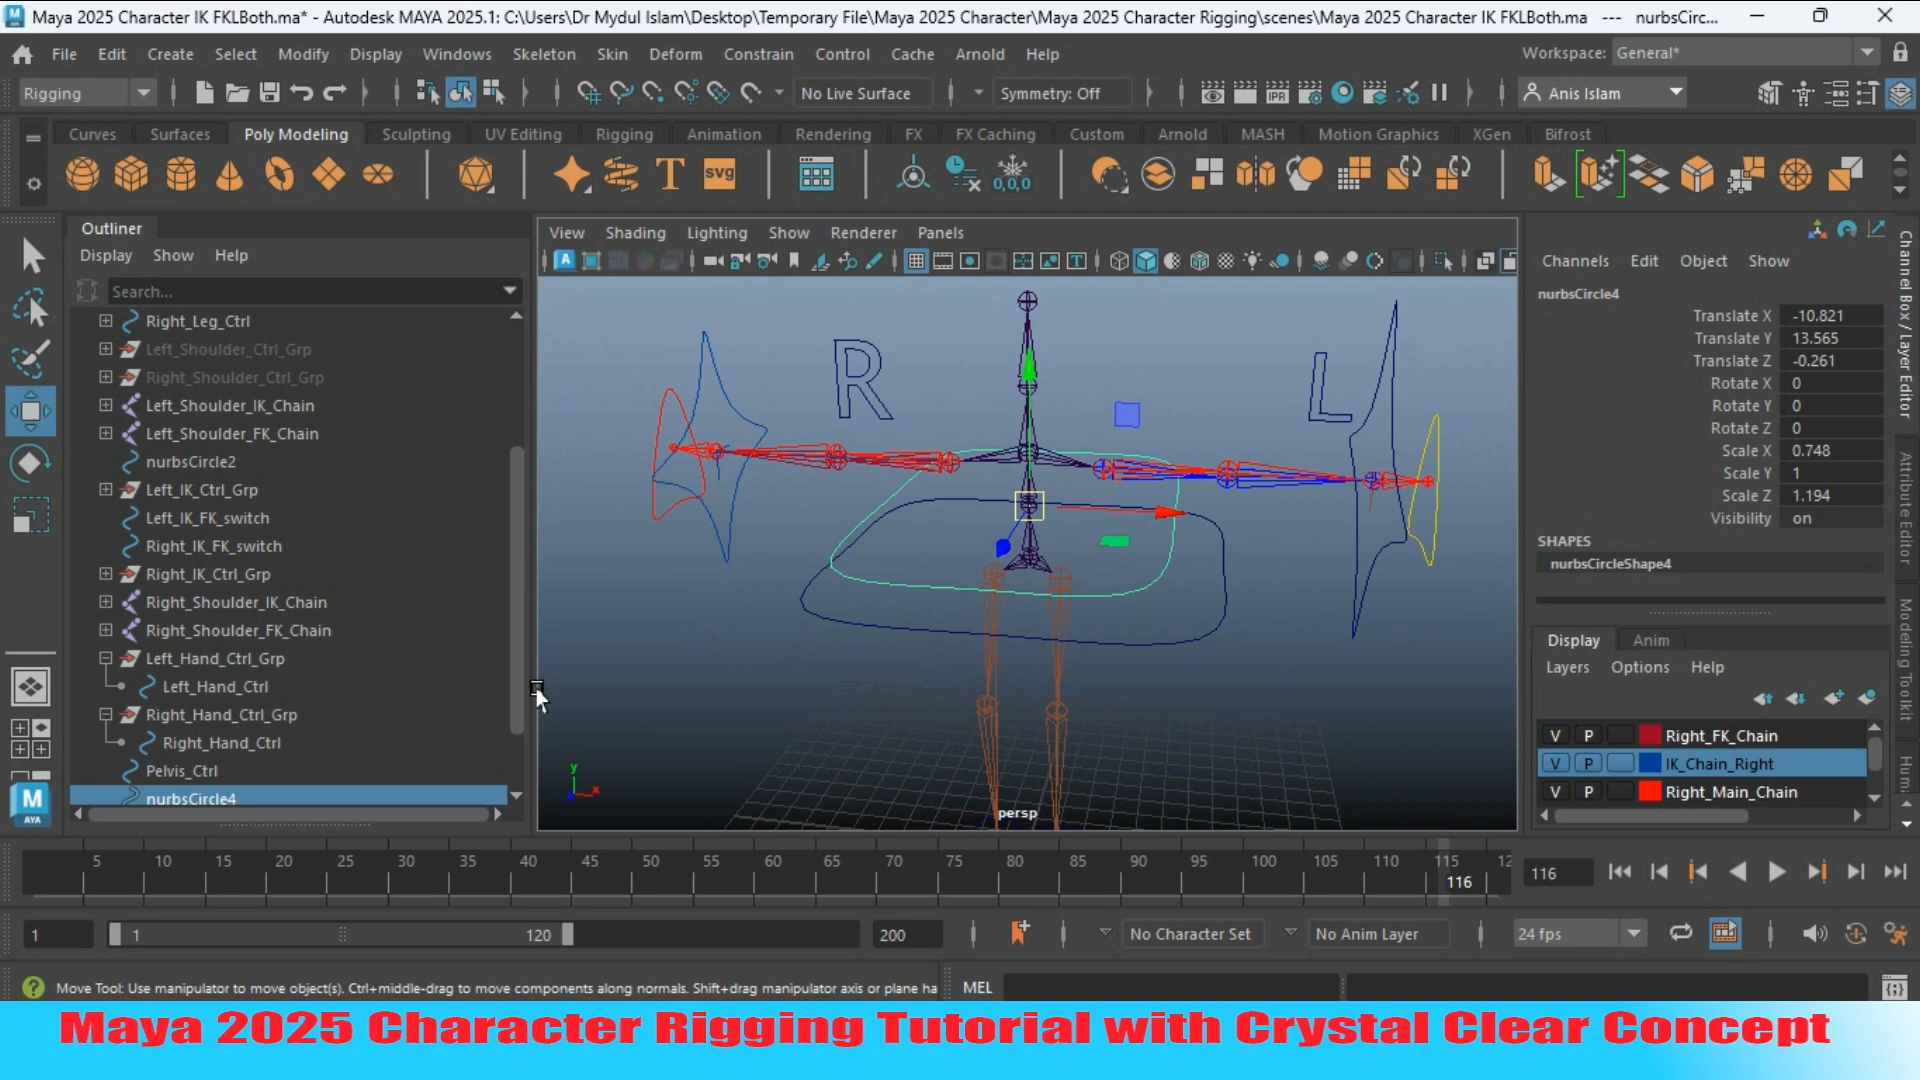 Maya 2025 Character IK FKLBoth.ma* - Autodesk MAYA 2025.1: C:\Users\Dr Mydul Islam\Desktop\Temporary File\Maya 2025 Character\Maya 2025 Character Rigging\scenes\Maya 2025 Character IK FKLBoth.ma --- nurbsCirc...
File Edit Create Select Modify Display Windows Skeleton Skin Deform Constrain Control Cache Arnold Help Workspace: General*
Rigging No Live Surface Symmetry: Off IPR Anis Islam
Curves Surfaces Poly Modeling Sculpting UV Editing Rigging Animation Rendering FX FX Caching Custom Arnold MASH Motion Graphics XGen Bifrost
T svg 0,0,0
Outliner
Display Show Help
Search...
Right_Leg_Ctrl
Left_Shoulder_Ctrl_Grp
Right_Shoulder_Ctrl_Grp
Left_Shoulder_IK_Chain
Left_Shoulder_FK_Chain
nurbsCircle2
Left_IK_Ctrl_Grp
Left_IK_FK_switch
Right_IK_FK_switch
Right_IK_Ctrl_Grp
Right_Shoulder_IK_Chain
Right_Shoulder_FK_Chain
Left_Hand_Ctrl_Grp
Left_Hand_Ctrl
Right_Hand_Ctrl_Grp
Right_Hand_Ctrl
Pelvis_Ctrl
nurbsCircle4
M
AYA
View Shading Lighting Show Renderer Panels
R L
y
x
persp
Channels Edit Object Show
nurbsCircle4
Translate X -10.821
Translate Y 13.565
Translate Z -0.261
Rotate X 0
Rotate Y 0
Rotate Z 0
Scale X 0.748
Scale Y 1
Scale Z 1.194
Visibility on
SHAPES
nurbsCircleShape4
Display Anim
Layers Options Help
V P Right_FK_Chain
V P IK_Chain_Right
V P Right_Main_Chain
Channel Box / Layer Editor
Attribute Editor
Modeling Toolkit
5 10 15 20 25 30 35 40 45 50 55 60 65 70 75 80 85 90 95 100 105 110 115 12
116 116
1 1 120 200 No Character Set No Anim Layer 24 fps
Move Tool: Use manipulator to move object(s). Ctrl+middle-drag to move components along normals. Shift+drag manipulator axis or plane ha MEL
Maya 2025 Character Rigging Tutorial with Crystal Clear Concept